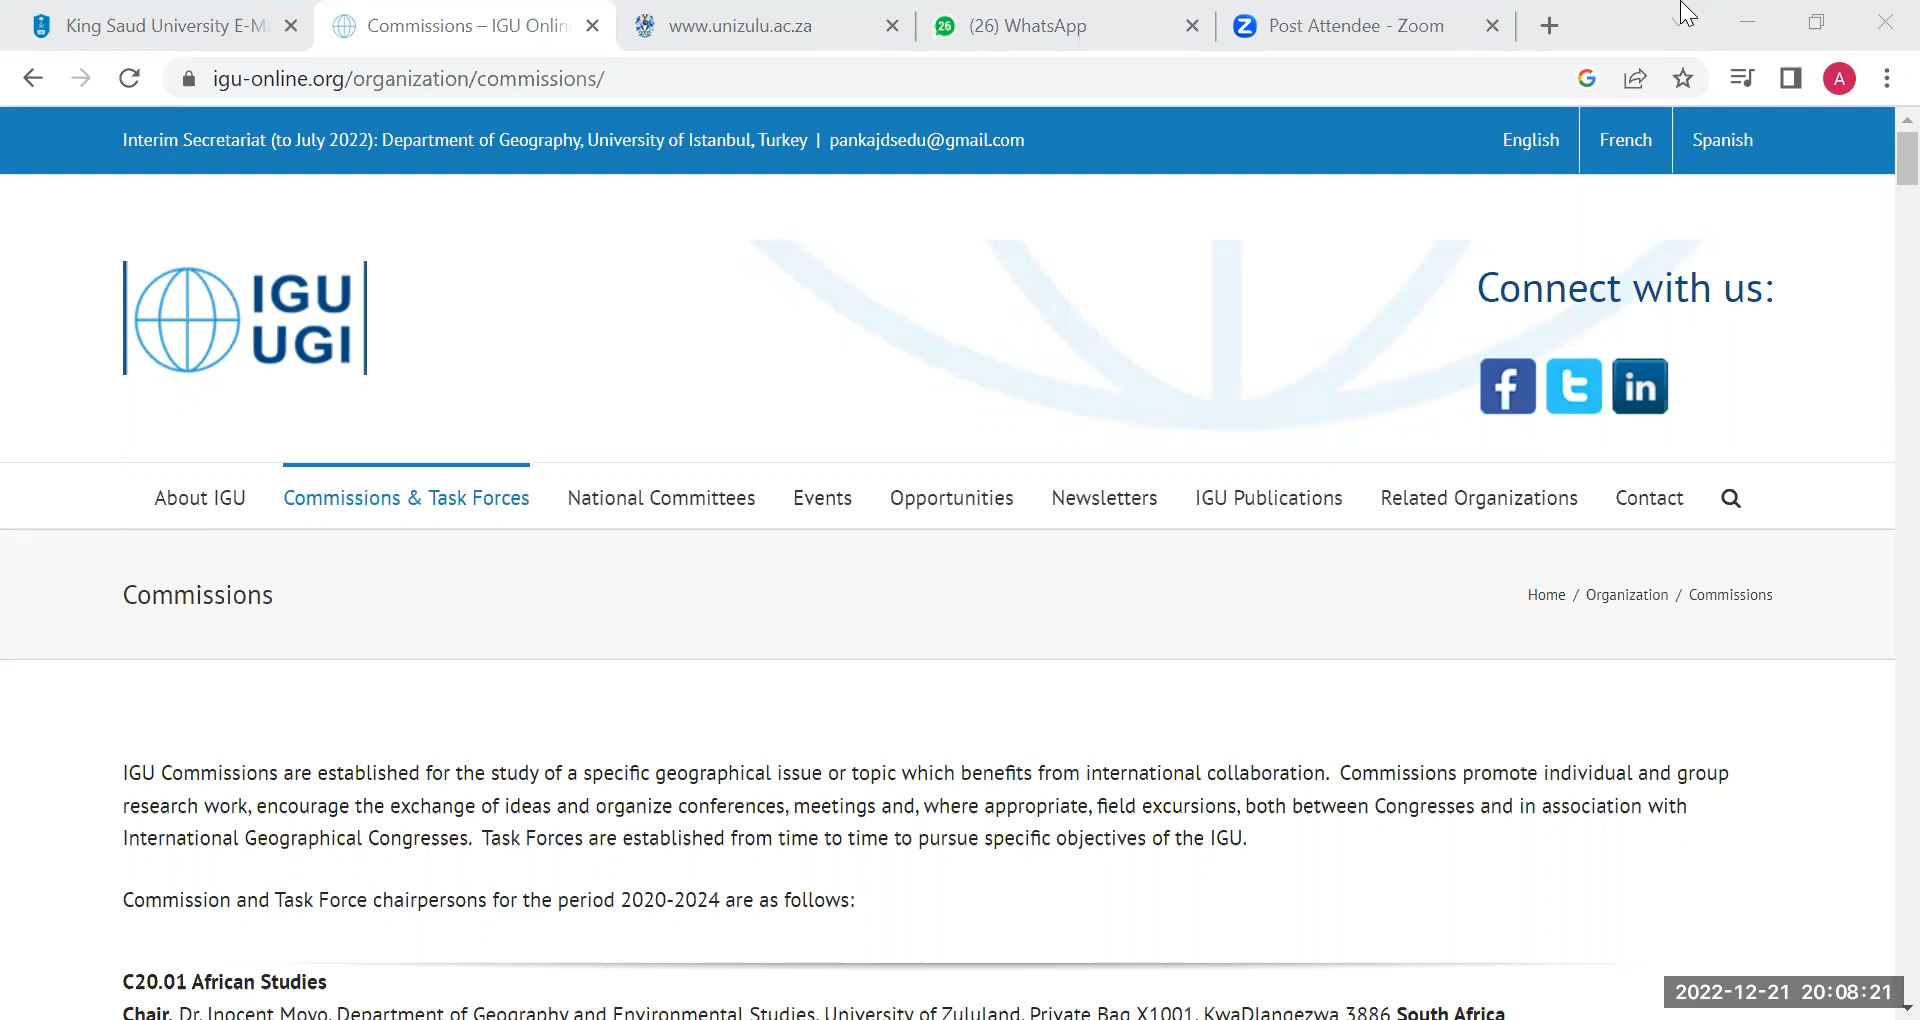 King Saud University E-Ma
Commissions – IGU Onlin
www.unizulu.ac.za
26
(26) WhatsApp
Z
Post Attendee - Zoom
igu-online.org/organization/commissions/
G
A
Interim Secretariat (to July 2022): Department of Geography, University of Istanbul, Turkey | pankajdsedu@gmail.com
English
French
Spanish
IGU
UGI
Connect with us:
f
t
in
About IGU
Commissions & Task Forces
National Committees
Events
Opportunities
Newsletters
IGU Publications
Related Organizations
Contact
Commissions
Home / Organization / Commissions
IGU Commissions are established for the study of a specific geographical issue or topic which benefits from international collaboration. Commissions promote individual and group
research work, encourage the exchange of ideas and organize conferences, meetings and, where appropriate, field excursions, both between Congresses and in association with
International Geographical Congresses. Task Forces are established from time to time to pursue specific objectives of the IGU.
Commission and Task Force chairpersons for the period 2020-2024 are as follows:
C20.01 African Studies
Chair. Dr. Inocent Moyo, Department of Geography and Environmental Studies, University of Zululand, Private Bag X1001, KwaDlangezwa 3886 South Africa
2022-12-21 20:08:21